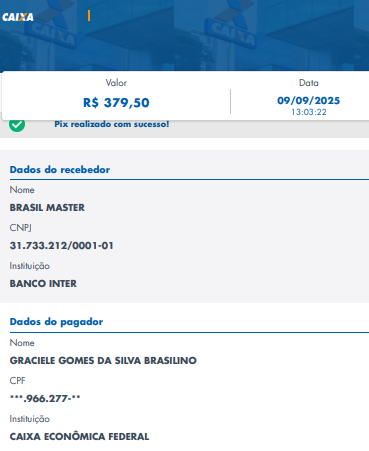 CAIXA
Valor
R$ 379,50
Data
09/09/2025
13:03:22
Pix realizado com sucesso!
Dados do recebedor
Nome
BRASIL MASTER
CNPJ
31.733.212/0001-01
Instituição
BANCO INTER
Dados do pagador
Nome
GRACIELE GOMES DA SILVA BRASILINO
CPF
***.966.277-**
Instituição
CAIXA ECONÔMICA FEDERAL